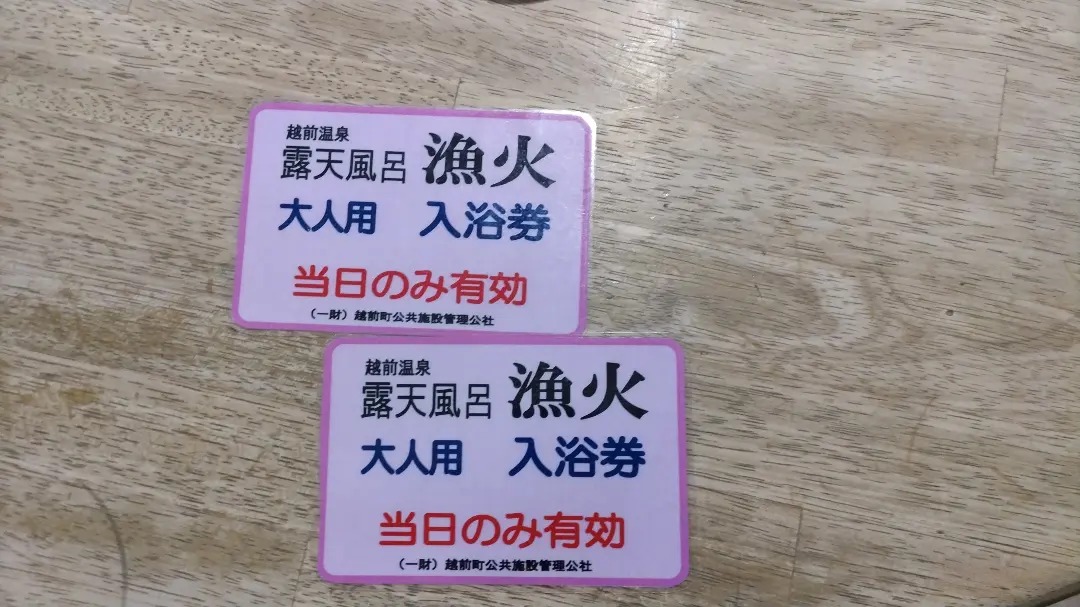 越前温泉
露天風呂 漁火
大人用 入浴券
当日のみ有効
(一財)越前町公共施設管理公社
越前温泉
露天風呂 漁火
大人用 入浴券
当日のみ有効
(一財)越前町公共施設管理公社